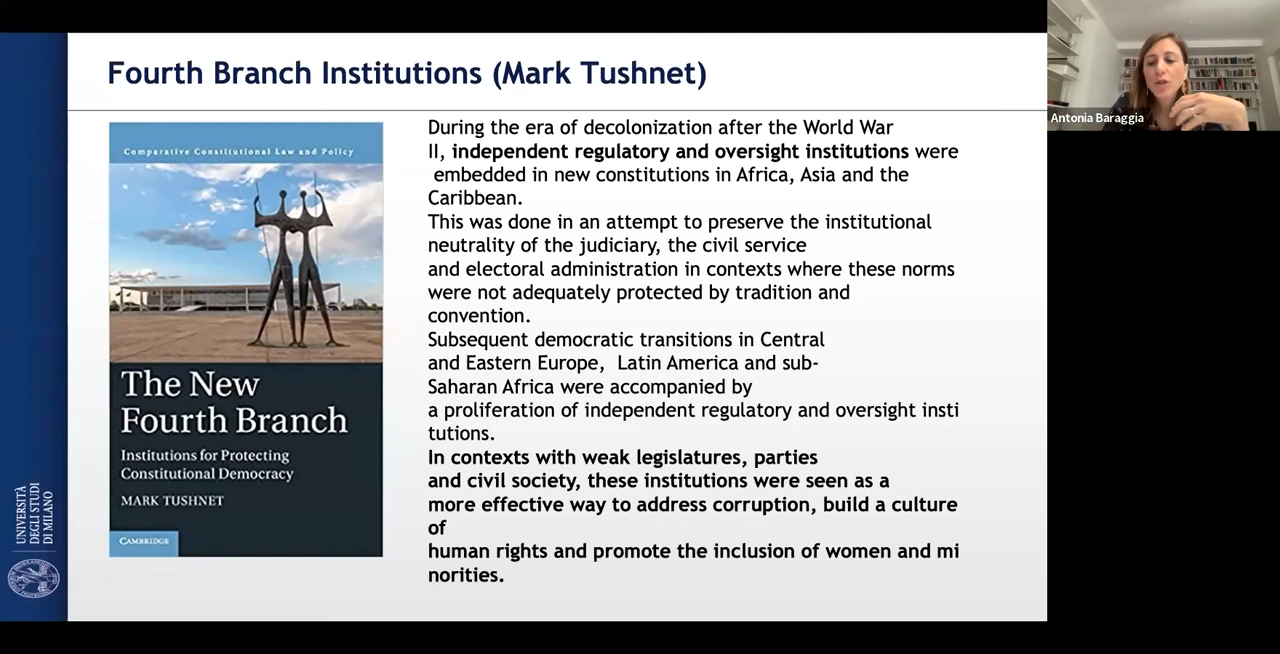 Fourth Branch Institutions (Mark Tushnet)
Comparative Constitutional Law and Policy
The New
Fourth Branch
Institutions for Protecting
Constitutional Democracy
MARK TUSHNET
CAMBRIDGE
During the era of decolonization after the World War
II, independent regulatory and oversight institutions were
embedded in new constitutions in Africa, Asia and the
Caribbean.
This was done in an attempt to preserve the institutional
neutrality of the judiciary, the civil service
and electoral administration in contexts where these norms
were not adequately protected by tradition and
convention.
Subsequent democratic transitions in Central
and Eastern Europe,  Latin America and sub-
Saharan Africa were accompanied by
a proliferation of independent regulatory and oversight insti
tutions.
In contexts with weak legislatures, parties
and civil society, these institutions were seen as a
more effective way to address corruption, build a culture
of
human rights and promote the inclusion of women and mi
norities.
UNIVERSITÀ
DEGLI STUDI
DI MILANO
Antonia Baraggia